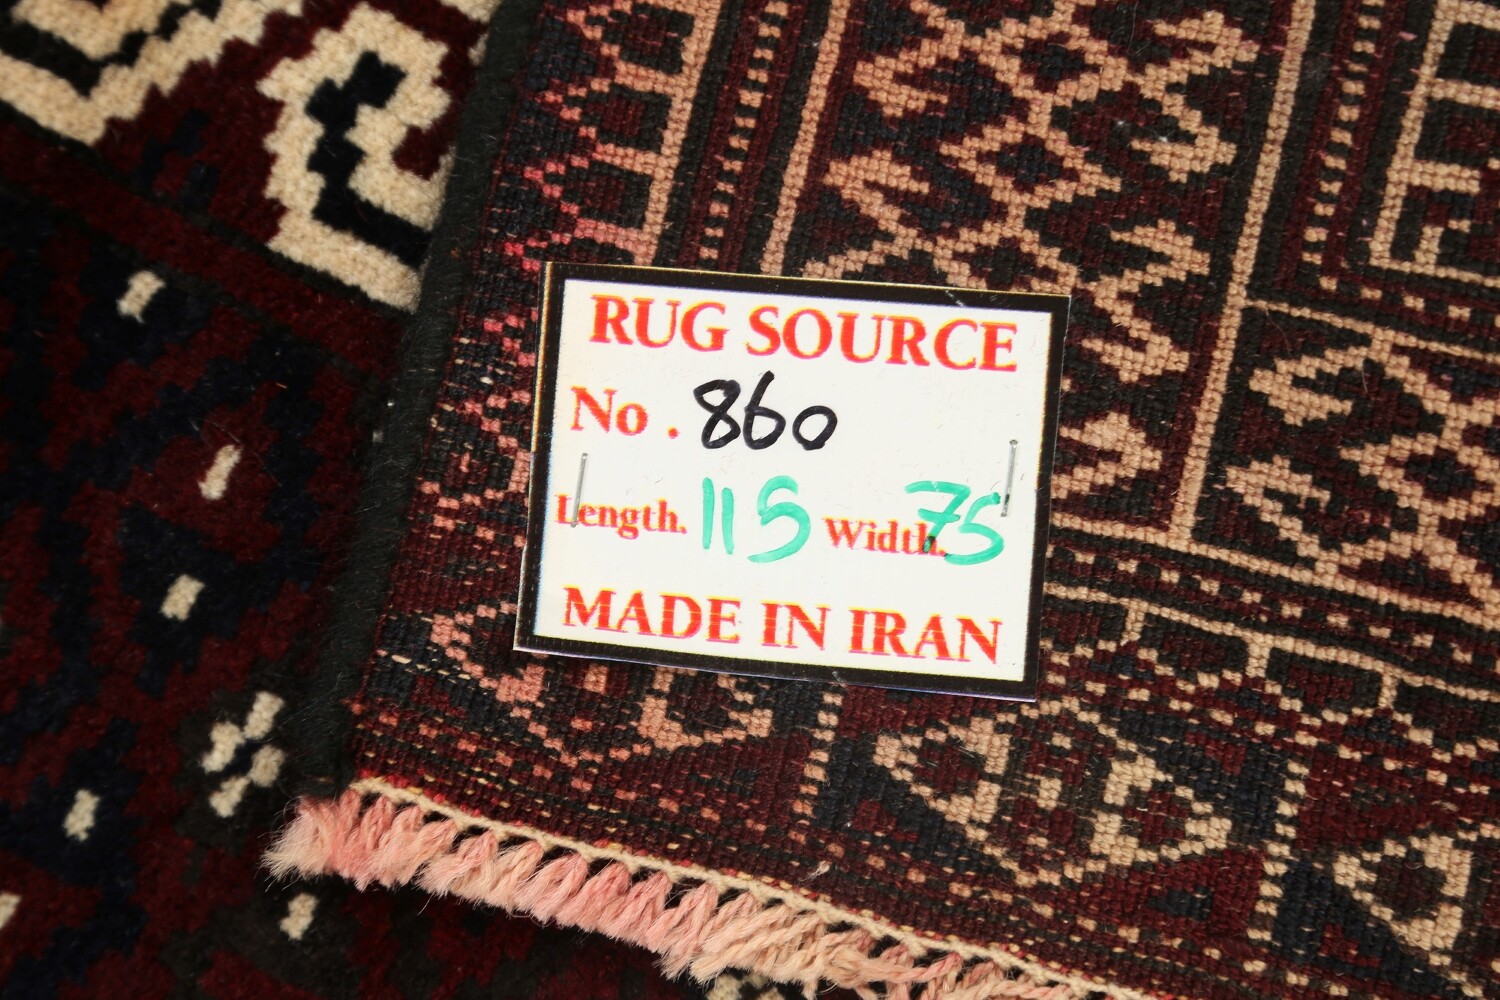 RUG SOURCE
No. 860
Length. 115 Width. 75
MADE IN IRAN